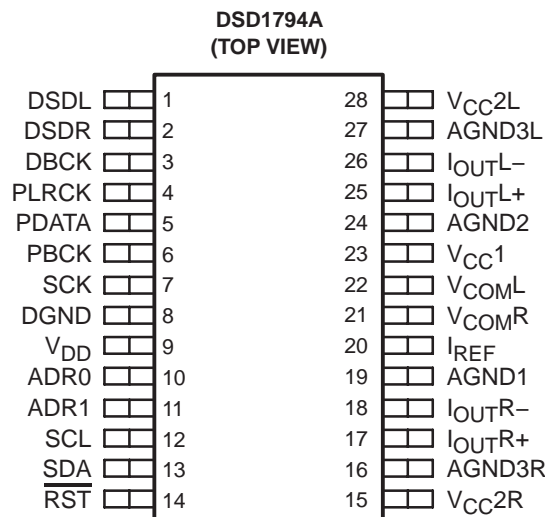 DSD1794A
(TOP VIEW)
DSDL 1 28 VCC2L
DSDR 2 27 AGND3L
DBCK 3 26 IOUTL–
PLRCK 4 25 IOUTL+
PDATA 5 24 AGND2
PBCK 6 23 VCC1
SCK 7 22 VCOML
DGND 8 21 VCOMR
VDD 9 20 IREF
ADR0 10 19 AGND1
ADR1 11 18 IOUTR–
SCL 12 17 IOUTR+
SDA 13 16 AGND3R
RST 14 15 VCC2R